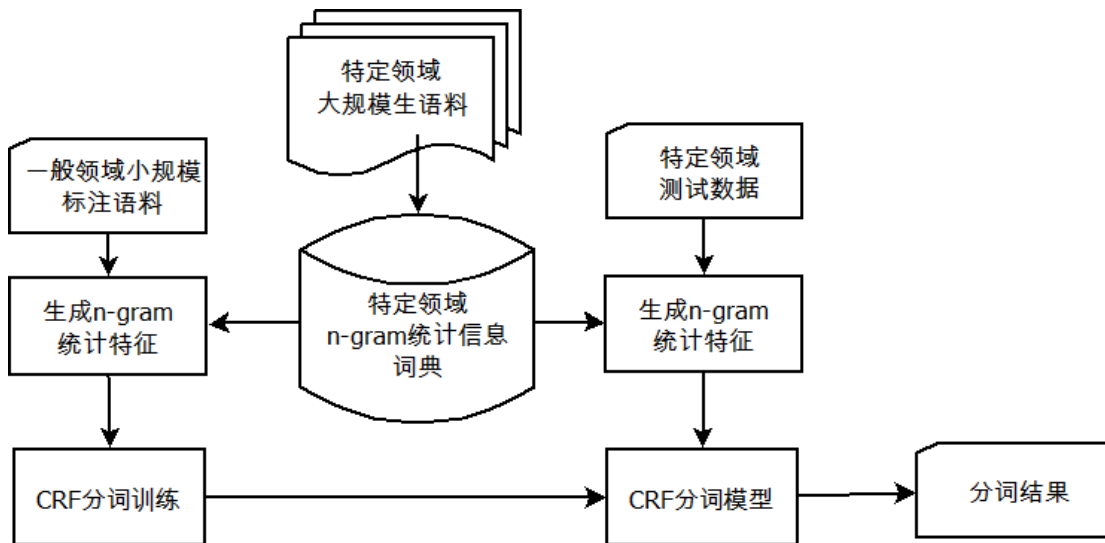 特定领域
大规模生语料
一般领域小规模
标注语料
特定领域
测试数据
生成n-gram
统计特征
特定领域
n-gram统计信息
词典
生成n-gram
统计特征
CRF分词训练
CRF分词模型
分词结果